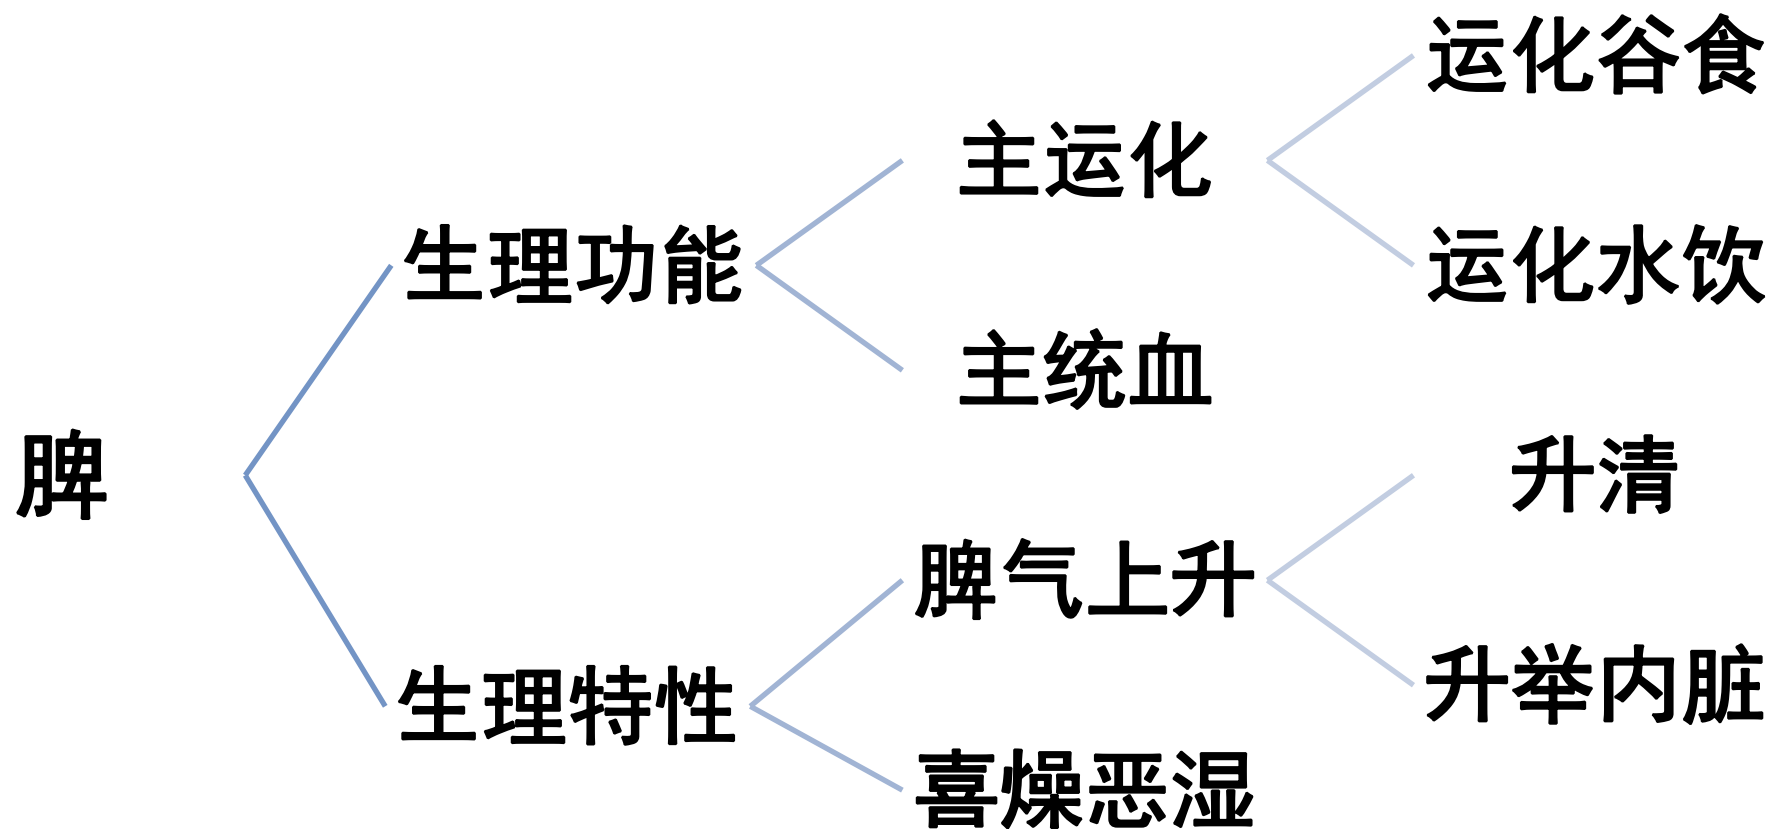 脾
生理功能
主运化
运化谷食
运化水饮
主统血
生理特性
脾气上升
升清
升举内脏
喜燥恶湿